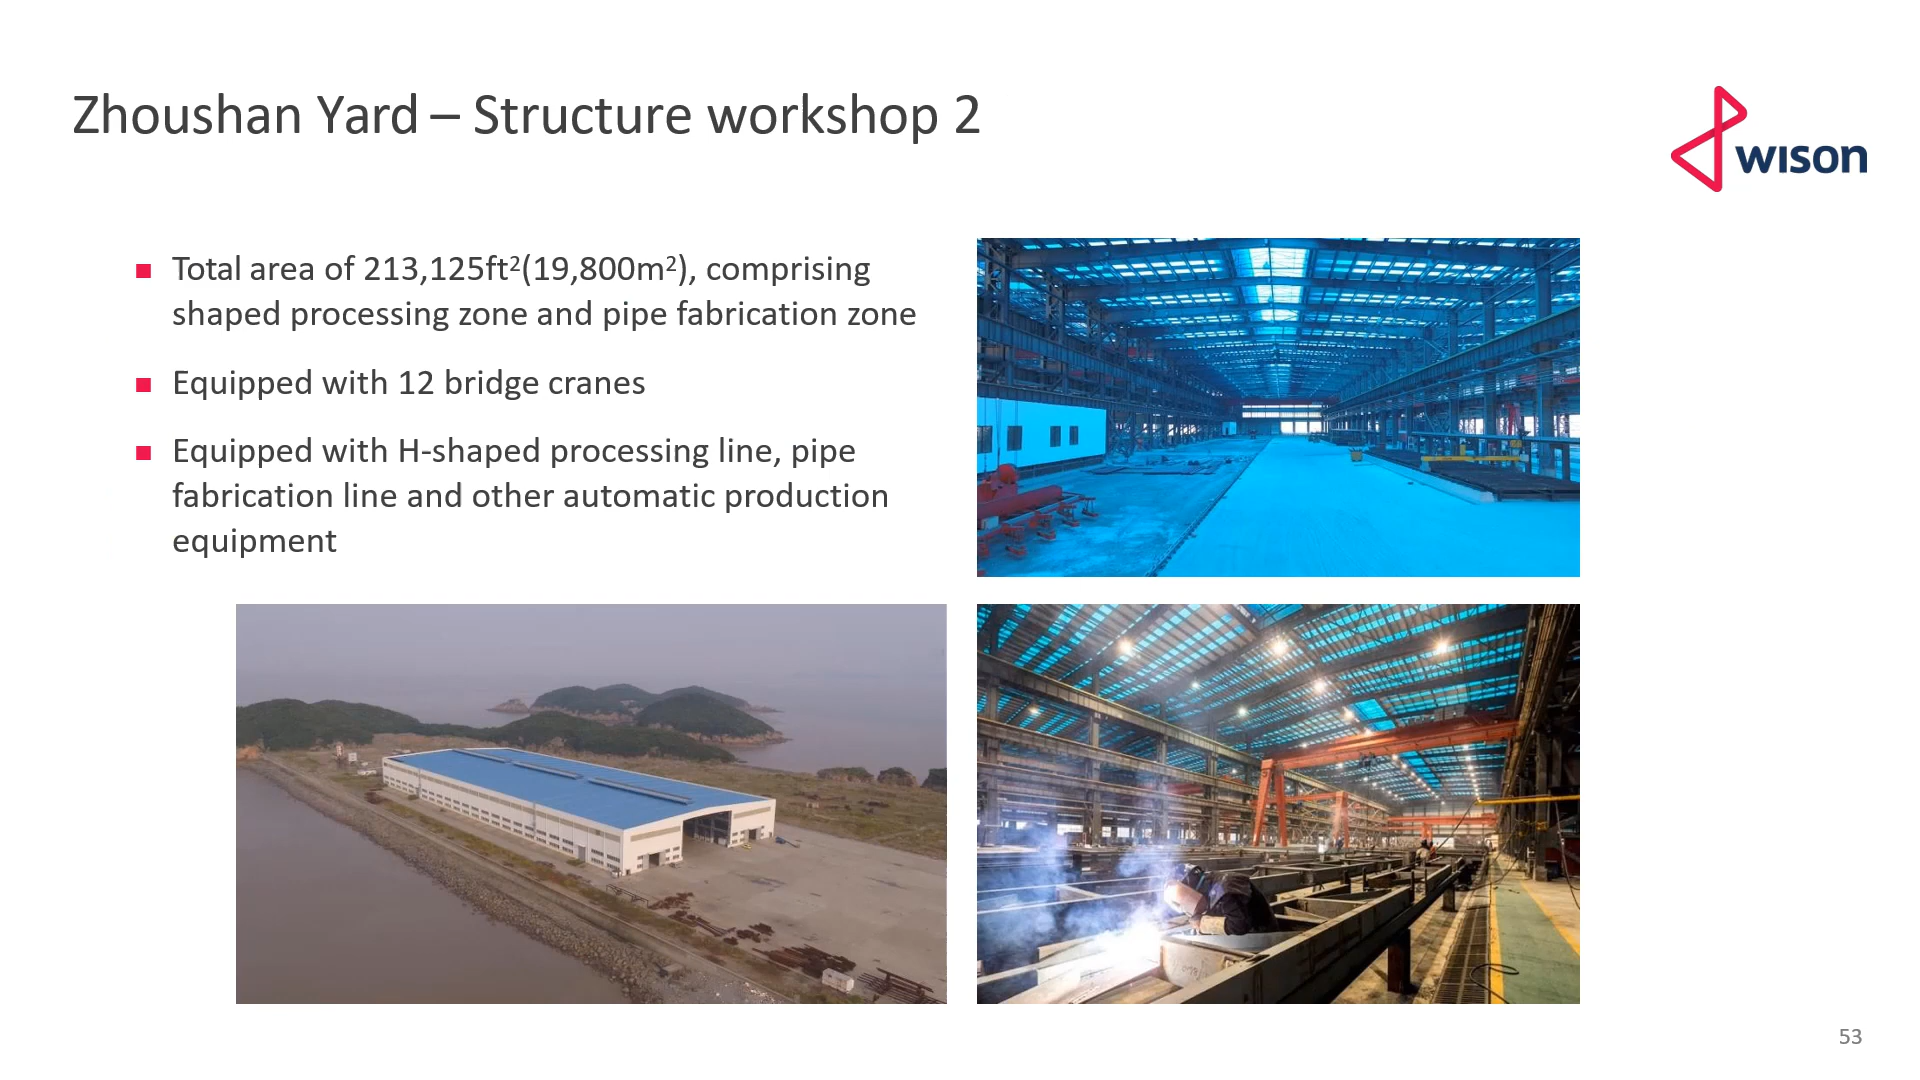 Zhoushan Yard – Structure workshop 2
wison
■ Total area of 213,125ft²(19,800m²), comprising
shaped processing zone and pipe fabrication zone
■ Equipped with 12 bridge cranes
■ Equipped with H-shaped processing line, pipe
fabrication line and other automatic production
equipment
53